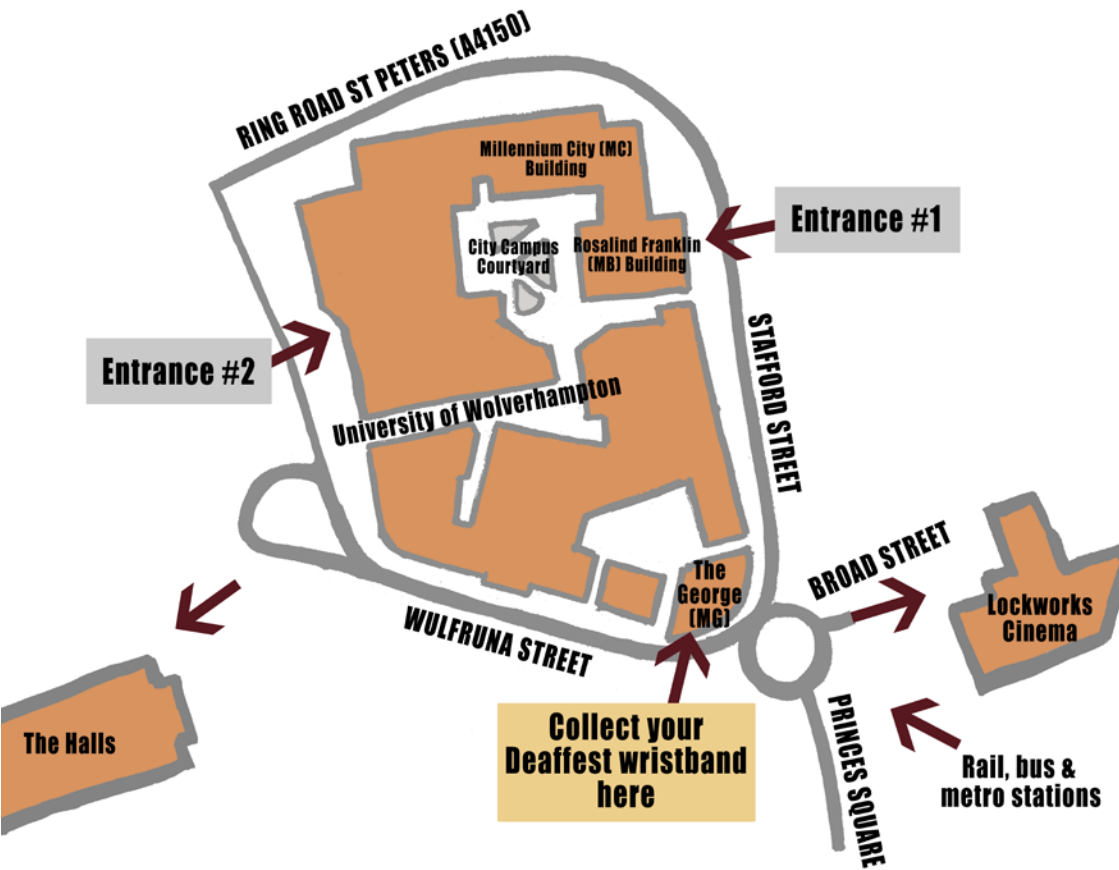 RING ROAD ST PETERS (A4150)
Millennium City (MC)
Building
Entrance #1
City Campus
Courtyard
Rosalind Franklin
(MB) Building
Entrance #2
University of Wolverhampton
STAFFORD STREET
BROAD STREET
The
George
(MG)
Lockworks
Cinema
WULFRUNA STREET
The Halls
Collect your
Deaffest wristband
here
PRINCES SQUARE
Rail, bus &
metro stations